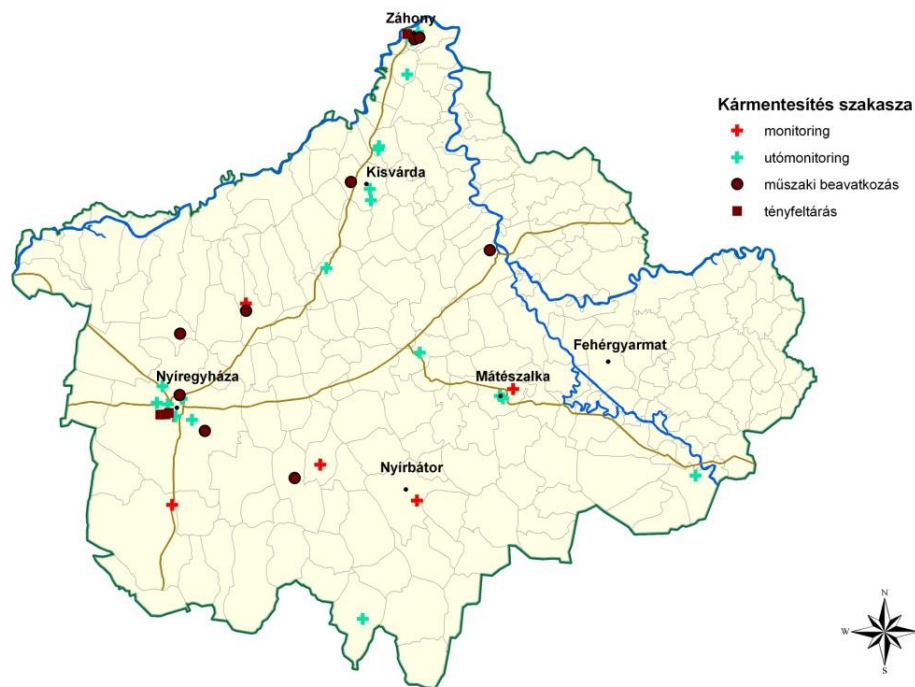 Záhony
Kármentesítés szakasza
monitoring
utómonitoring
műszaki beavatkozás
tényfeltárás
Kisvárda
Fehérgyarmat
Nyíregyháza
Mátészalka
Nyírbátor
N
W
E
S